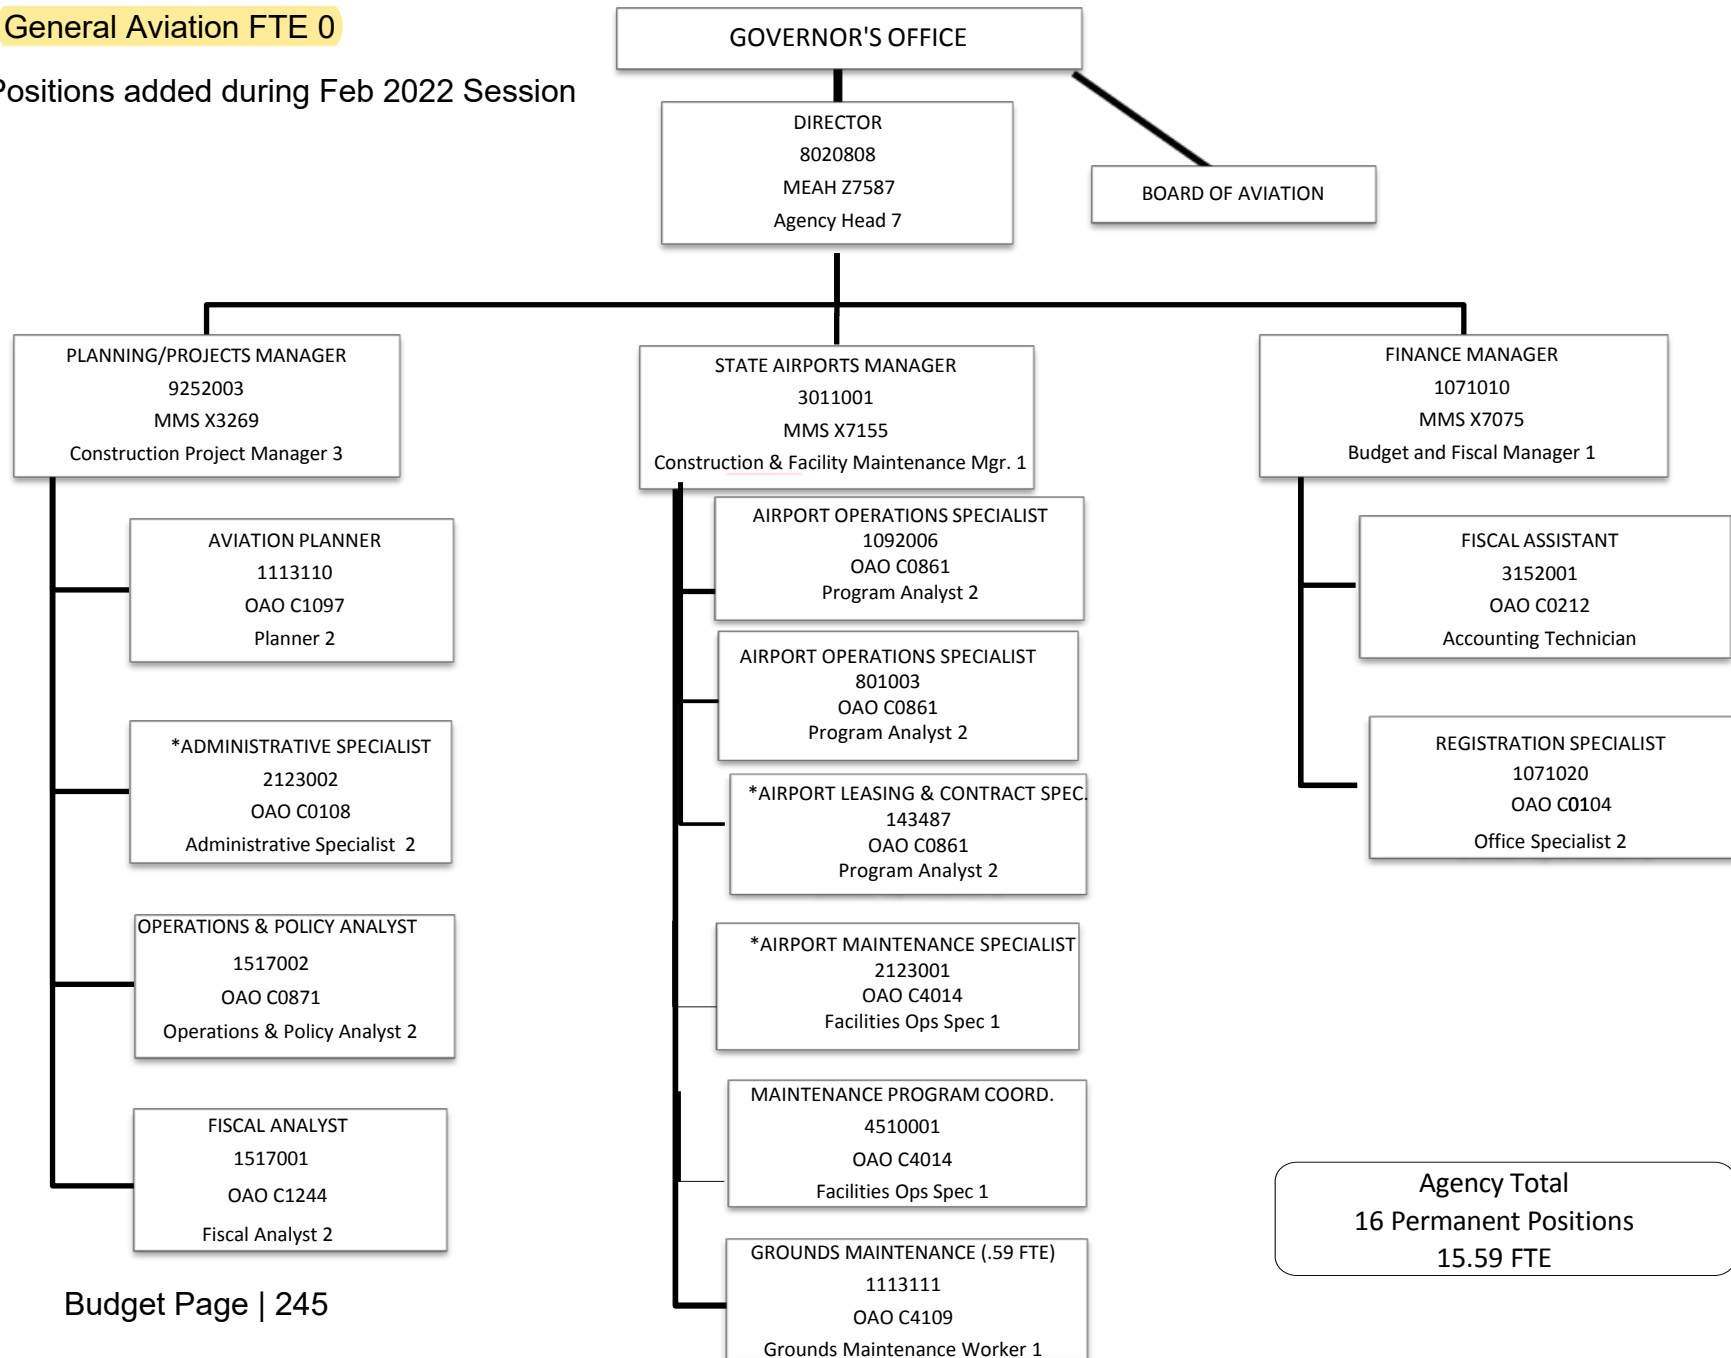 General Aviation FTE 0
Positions added during Feb 2022 Session
GOVERNOR'S OFFICE
DIRECTOR
8020808
MEAH Z7587
Agency Head 7
BOARD OF AVIATION
PLANNING/PROJECTS MANAGER
9252003
MMS X3269
Construction Project Manager 3
AVIATION PLANNER
1113110
OAO C1097
Planner 2
*ADMINISTRATIVE SPECIALIST
2123002
OAO C0108
Administrative Specialist 2
OPERATIONS & POLICY ANALYST
1517002
OAO C0871
Operations & Policy Analyst 2
FISCAL ANALYST
1517001
OAO C1244
Fiscal Analyst 2
STATE AIRPORTS MANAGER
3011001
MMS X7155
Construction & Facility Maintenance Mgr. 1
AIRPORT OPERATIONS SPECIALIST
1092006
OAO C0861
Program Analyst 2
AIRPORT OPERATIONS SPECIALIST
801003
OAO C0861
Program Analyst 2
*AIRPORT LEASING & CONTRACT SPEC.
143487
OAO C0861
Program Analyst 2
*AIRPORT MAINTENANCE SPECIALIST
2123001
OAO C4014
Facilities Ops Spec 1
MAINTENANCE PROGRAM COORD.
4510001
OAO C4014
Facilities Ops Spec 1
GROUNDS MAINTENANCE (.59 FTE)
1113111
OAO C4109
Grounds Maintenance Worker 1
FINANCE MANAGER
1071010
MMS X7075
Budget and Fiscal Manager 1
FISCAL ASSISTANT
3152001
OAO C0212
Accounting Technician
REGISTRATION SPECIALIST
1071020
OAO C0104
Office Specialist 2
Agency Total
16 Permanent Positions
15.59 FTE
Budget Page | 245